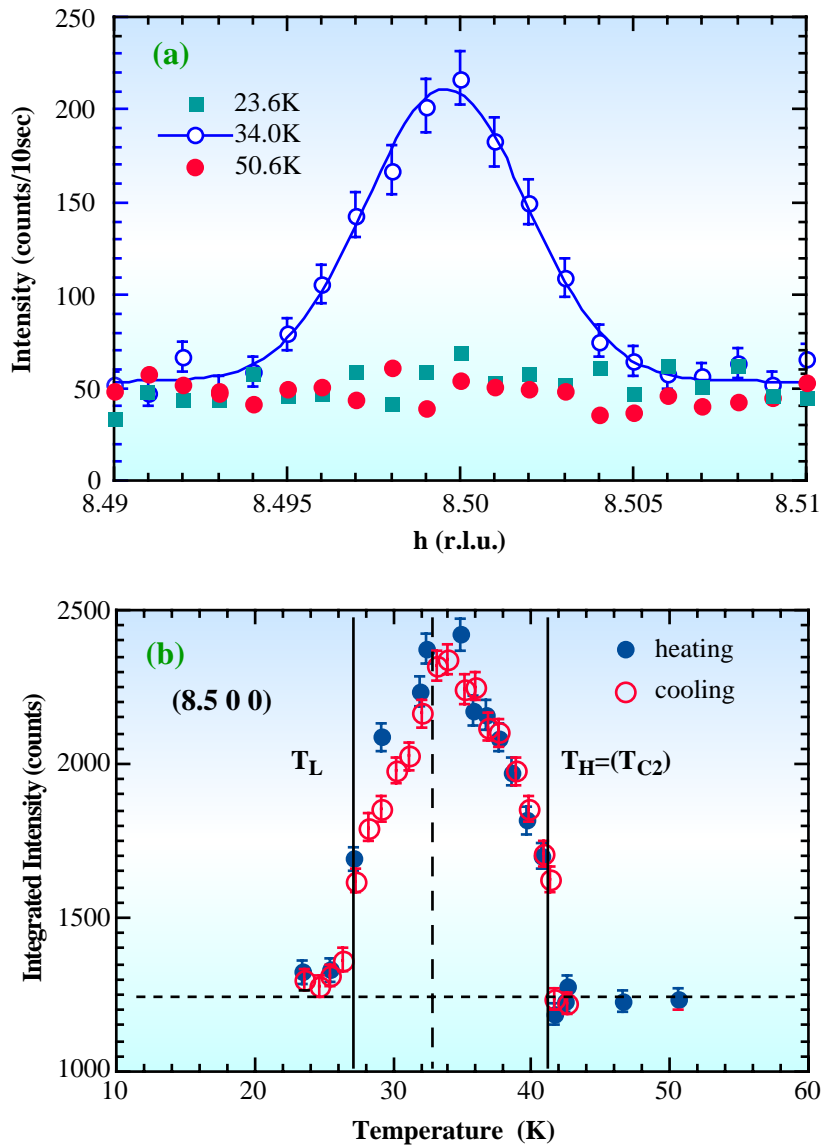 250
200
150
100
50
0
Intensity (counts/10sec)
(a)
23.6K
34.0K
50.6K
8.49
8.495
8.50
8.505
8.51
h (r.l.u.)
2500
2000
1500
1000
Integrated Intensity (counts)
(b)
(8.5 0 0)
heating
cooling
T_L
T_H=(T_C2)
10
20
30
40
50
60
Temperature (K)